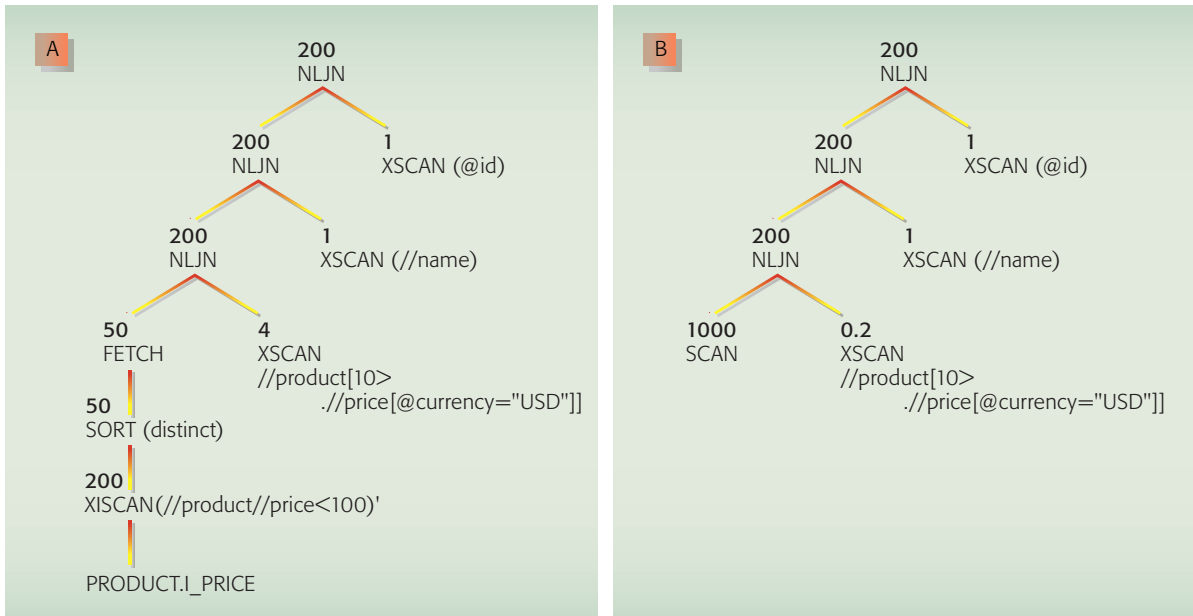 A
200
NLJN
200
NLJN
1
XSCAN (@id)
200
NLJN
1
XSCAN (//name)
50
FETCH
4
XSCAN
//product[10>
.//price[@currency="USD"]]
50
SORT (distinct)
200
XISCAN(//product//price<100)'
PRODUCT.I_PRICE
B
200
NLJN
200
NLJN
1
XSCAN (@id)
200
NLJN
1
XSCAN (//name)
1000
SCAN
0.2
XSCAN
//product[10>
.//price[@currency="USD"]]